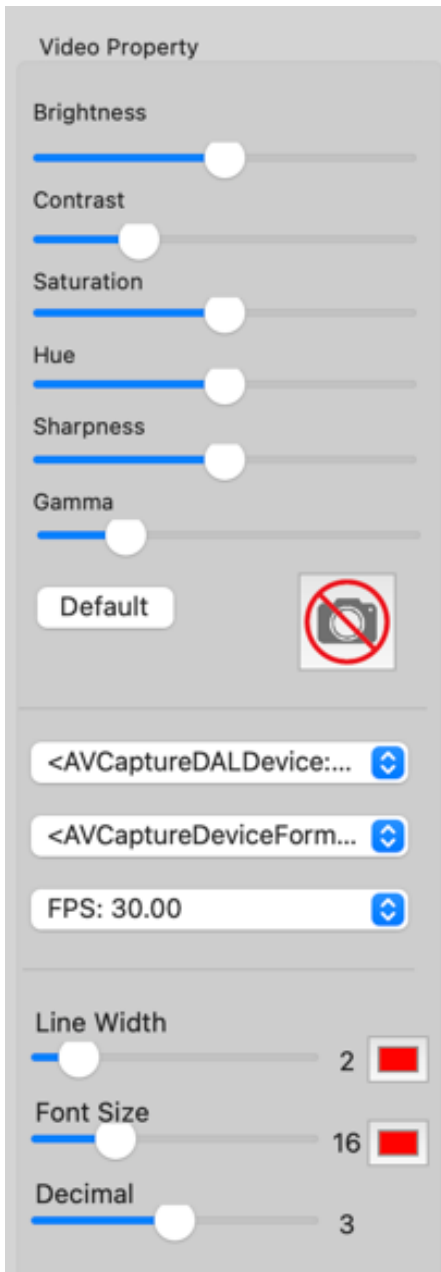 Video Property
Brightness
Contrast
Saturation
Hue
Sharpness
Gamma
Default
<AVCaptureDALDevice:...
<AVCaptureDeviceForm...
FPS: 30.00
Line Width
2
Font Size
16
Decimal
3